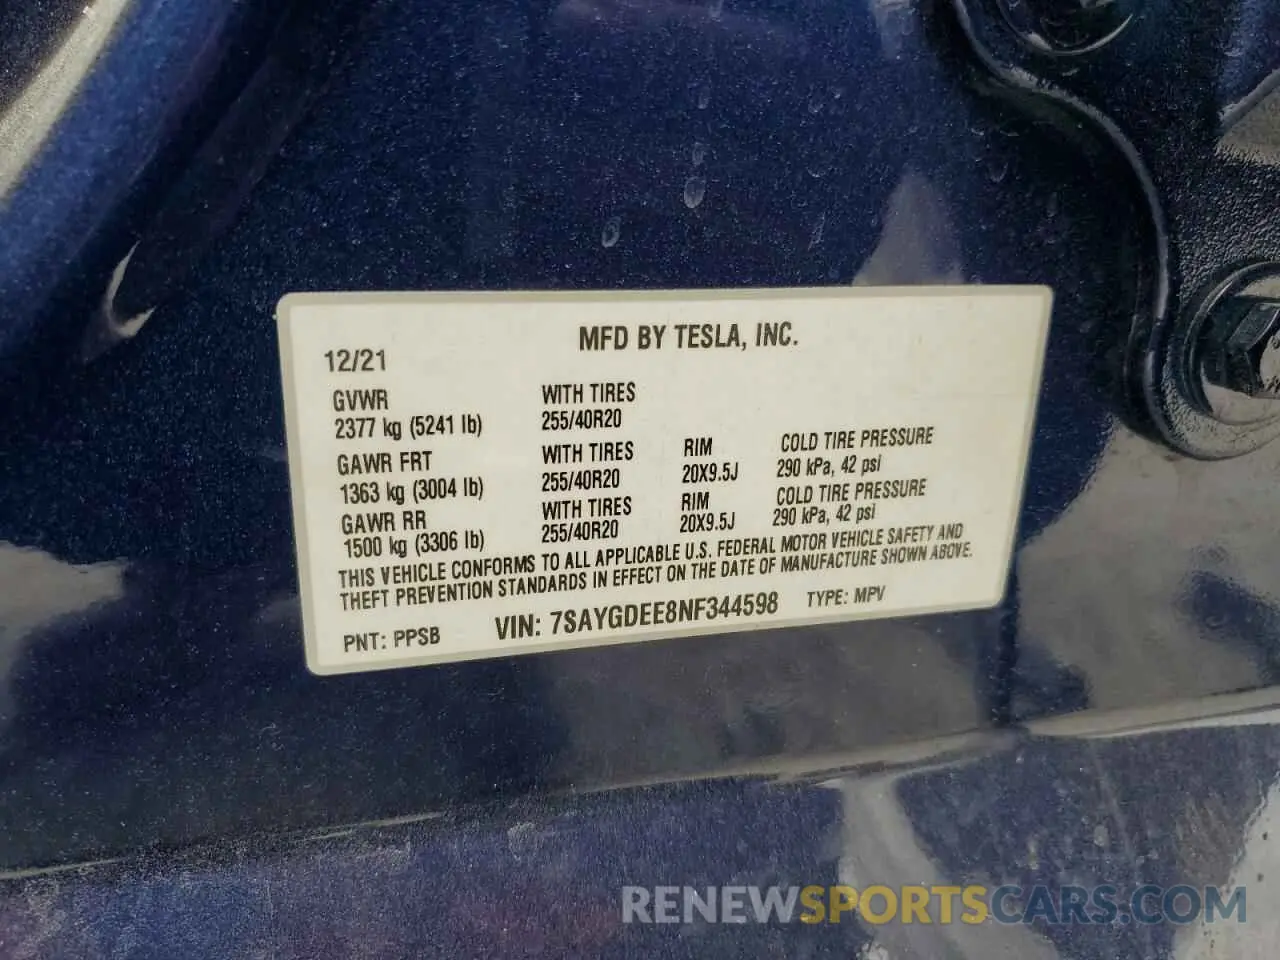 MFD BY TESLA, INC.
12/21
GVWR WITH TIRES
2377 kg (5241 lb) 255/40R20
GAWR FRT WITH TIRES RIM COLD TIRE PRESSURE
1363 kg (3004 lb) 255/40R20 20X9.5J 290 kPa, 42 psi
GAWR RR WITH TIRES RIM COLD TIRE PRESSURE
1500 kg (3306 lb) 255/40R20 20X9.5J 290 kPa, 42 psi
THIS VEHICLE CONFORMS TO ALL APPLICABLE U.S. FEDERAL MOTOR VEHICLE SAFETY AND
THEFT PREVENTION STANDARDS IN EFFECT ON THE DATE OF MANUFACTURE SHOWN ABOVE.
PNT: PPSB VIN: 7SAYGDEE8NF344598 TYPE: MPV
RENEWSPORTSCARS.COM